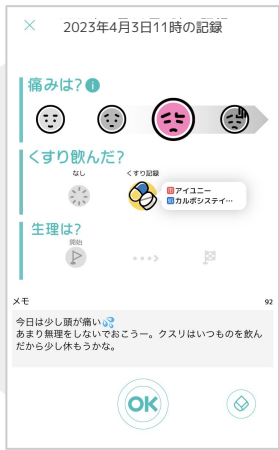 2023年4月3日11時の記録
痛みは?
くすり飲んだ?
なし
くすり記録
市 アイユニー
処 カルボシステイ…
生理は?
開始
メモ
92
今日は少し頭が痛い💦
あまり無理をしないでおこうー。クスリはいつものを飲ん
だから少し休もうかな。
OK